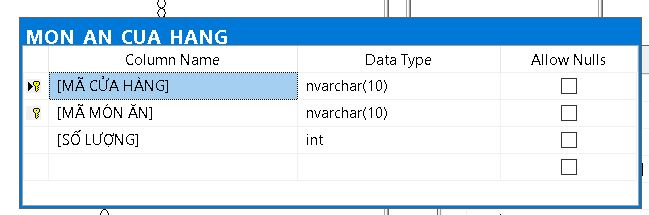 MON AN CUA HANG
Column Name Data Type Allow Nulls
[MÃ CỬA HÀNG] nvarchar(10)
[MÃ MÓN ĂN] nvarchar(10)
[SỐ LƯỢNG] int